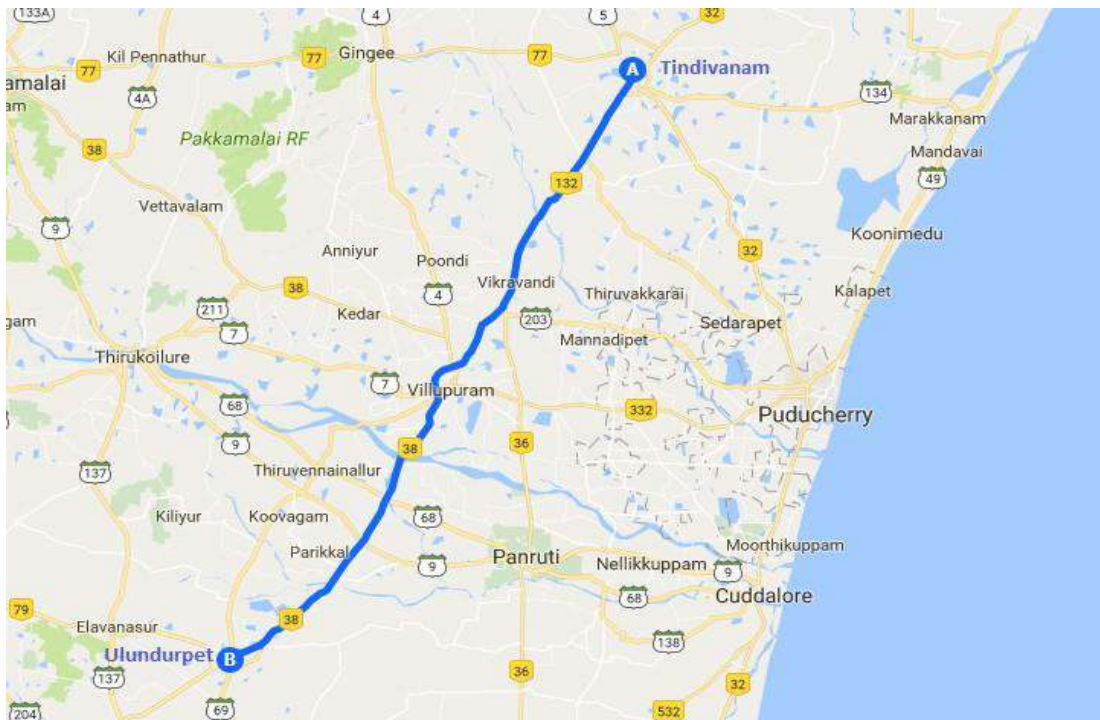 133A
4
5
32
Kil Pennathur
Gingee
77
77
77
A
Tindivanam
amalai
4A
am
134
Marakkanam
Pakkamalai RF
38
Mandavai
132
49
Vettavalam
9
Koonimedu
Anniyur
Poondi
32
Vikravandi
Kalapet
38
4
Thiruvakkarai
211
Kedar
203
Sedarapet
gam
7
Mannadipet
Thirukoilure
7
Villupuram
68
332
Puducherry
9
38
36
137
Thiruvennainallur
Kiliyur
Koovagam
68
Parikkal
Moorthikuppam
Panruti
Nellikkuppam
9
9
Cuddalore
68
79
Elavanasur
38
138
Ulundurpet
B
137
36
32
204
69
532